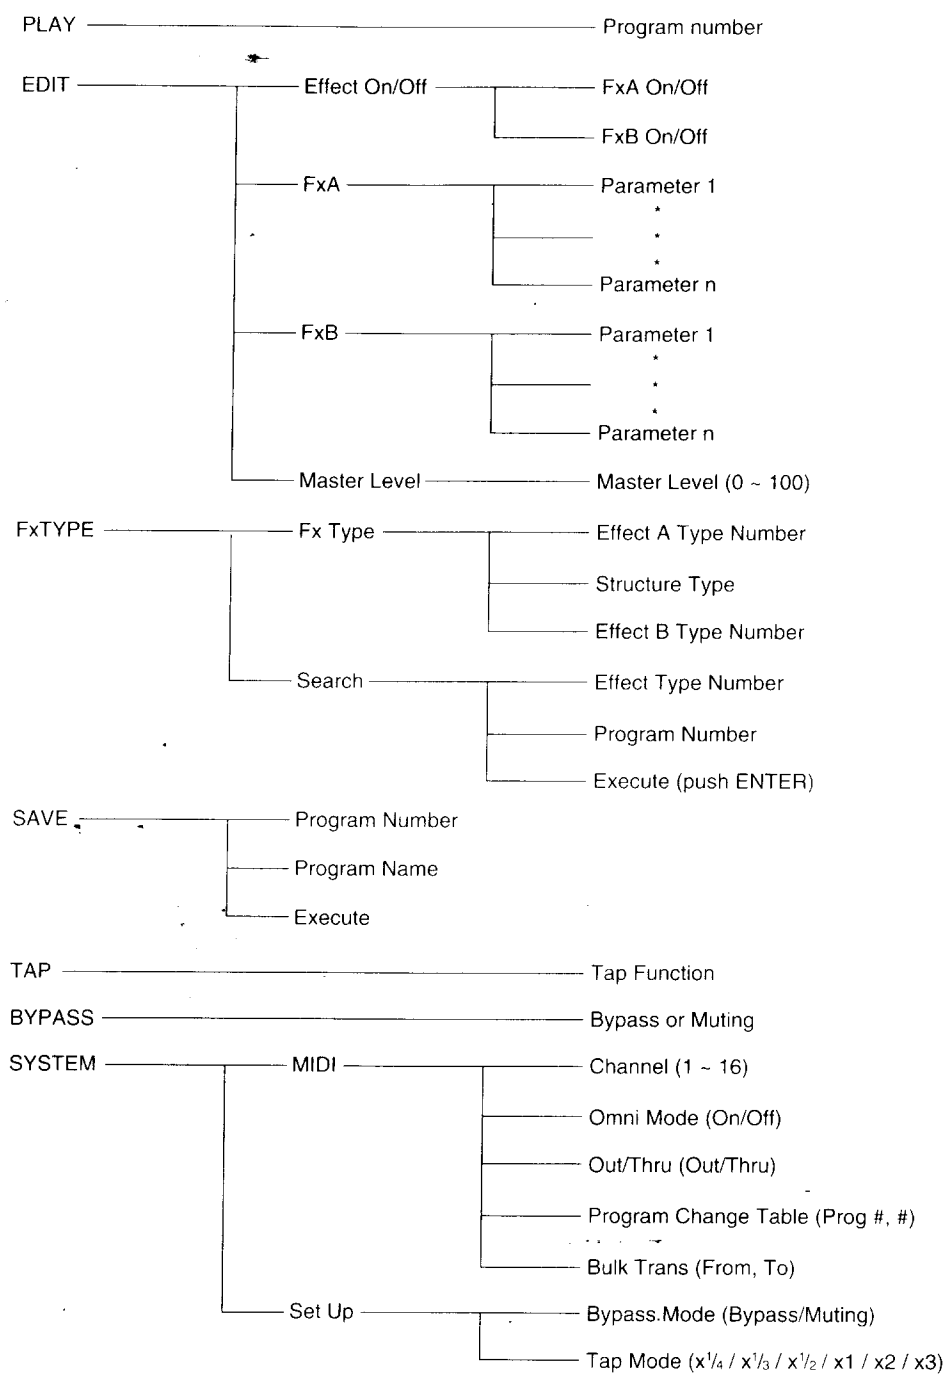 PLAY Program number
EDIT Effect On/Off FxA On/Off
FxB On/Off
FxA Parameter 1
*
*
*
Parameter n
FxB Parameter 1
*
*
*
Parameter n
Master Level Master Level (0 ~ 100)
FxTYPE Fx Type Effect A Type Number
Structure Type
Effect B Type Number
Search Effect Type Number
Program Number
Execute (push ENTER)
SAVE Program Number
Program Name
Execute
TAP Tap Function
BYPASS Bypass or Muting
SYSTEM MIDI Channel (1 ~ 16)
Omni Mode (On/Off)
Out/Thru (Out/Thru)
Program Change Table (Prog #, #)
Bulk Trans (From, To)
Set Up Bypass.Mode (Bypass/Muting)
Tap Mode (x1/4 / x1/3 / x1/2 / x1 / x2 / x3)